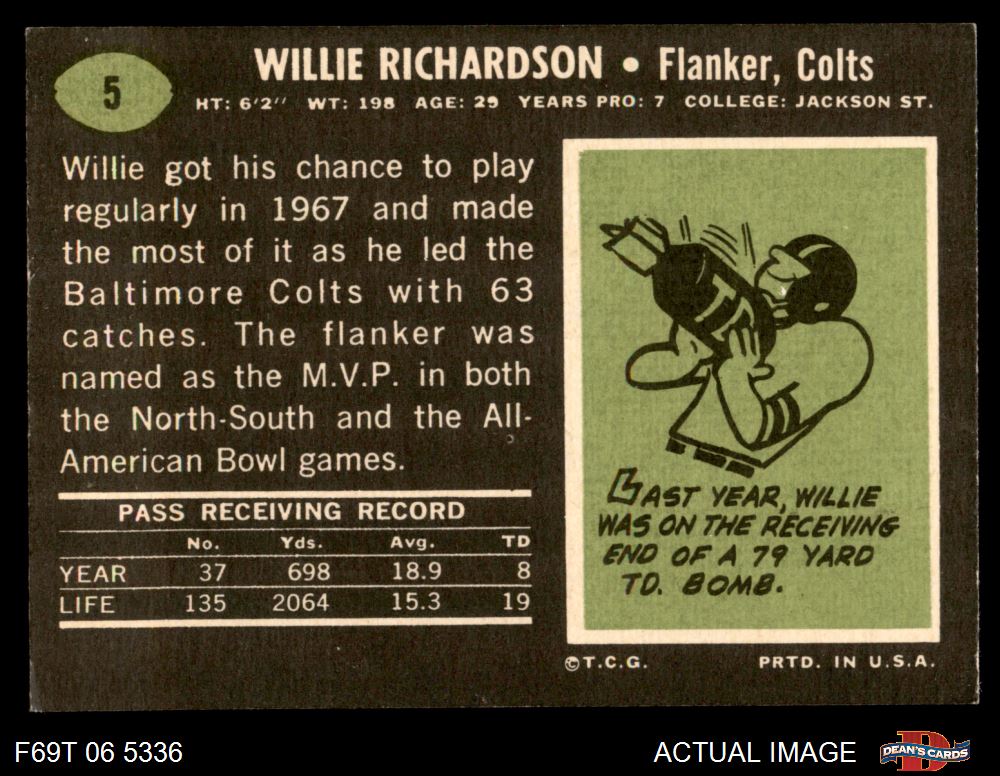 5
WILLIE RICHARDSON • Flanker, Colts
HT: 6'2" WT: 198 AGE: 29 YEARS PRO: 7 COLLEGE: JACKSON ST.
Willie got his chance to play
regularly in 1967 and made
the most of it as he led the
Baltimore Colts with 63
catches. The flanker was
named as the M.V.P. in both
the North-South and the All-
American Bowl games.
PASS RECEIVING RECORD
No. Yds. Avg. TD
YEAR 37 698 18.9 8
LIFE 135 2064 15.3 19
TNT
LAST YEAR, WILLIE
WAS ON THE RECEIVING
END OF A 79 YARD
TD. BOMB.
©T.C.G. PRTD. IN U.S.A.
F69T 06 5336
ACTUAL IMAGE
D
DEAN'S CARDS